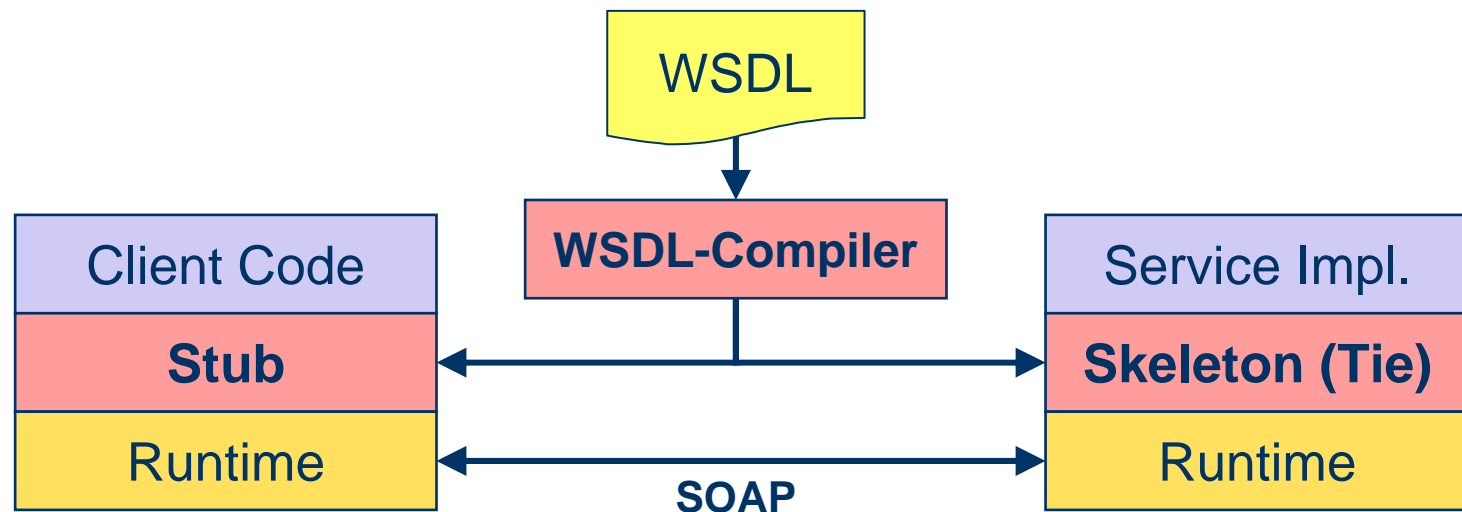 WSDL
WSDL-Compiler
Client Code
Stub
Runtime
Service Impl.
Skeleton (Tie)
Runtime
SOAP